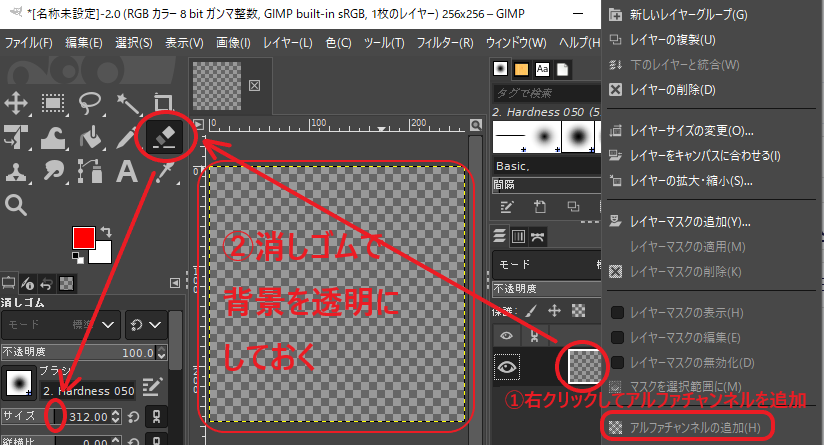 *[名称未設定]-2.0 (RGB カラー 8 bit ガンマ整数, GIMP built-in sRGB, 1枚のレイヤー) 256x256 – GIMP
ファイル(F) 編集(E) 選択(S) 表示(V) 画像(I) レイヤー(L) 色(C) ツール(T) フィルター(R) ウィンドウ(W) ヘルプ(H
新しいレイヤーグループ(G)
レイヤーの複製(U)
下のレイヤーと統合(W)
レイヤーの削除(D)
レイヤーサイズの変更(O)...
レイヤーをキャンバスに合わせる(I)
レイヤーの拡大・縮小(S)...
レイヤーマスクの追加(Y)...
レイヤーマスクの適用(M)
レイヤーマスクの削除(K)
レイヤーマスクの表示(H)
レイヤーマスクの編集(E)
レイヤーマスクの無効化(D)
マスクを選択範囲に(M)
アルファチャンネルの追加(H)
①右クリックしてアルファチャンネルを追加
タグで検索
2. Hardness 050 (5
Basic,
間隔
モード 標
不透明度
保護:
0 100 200
0
100
200
②消しゴムで
背景を透明に
しておく
消しゴム
モード 標準
不透明度 100.0
ブラシ
2. Hardness 050
サイズ 312.00
縦横比 0.00